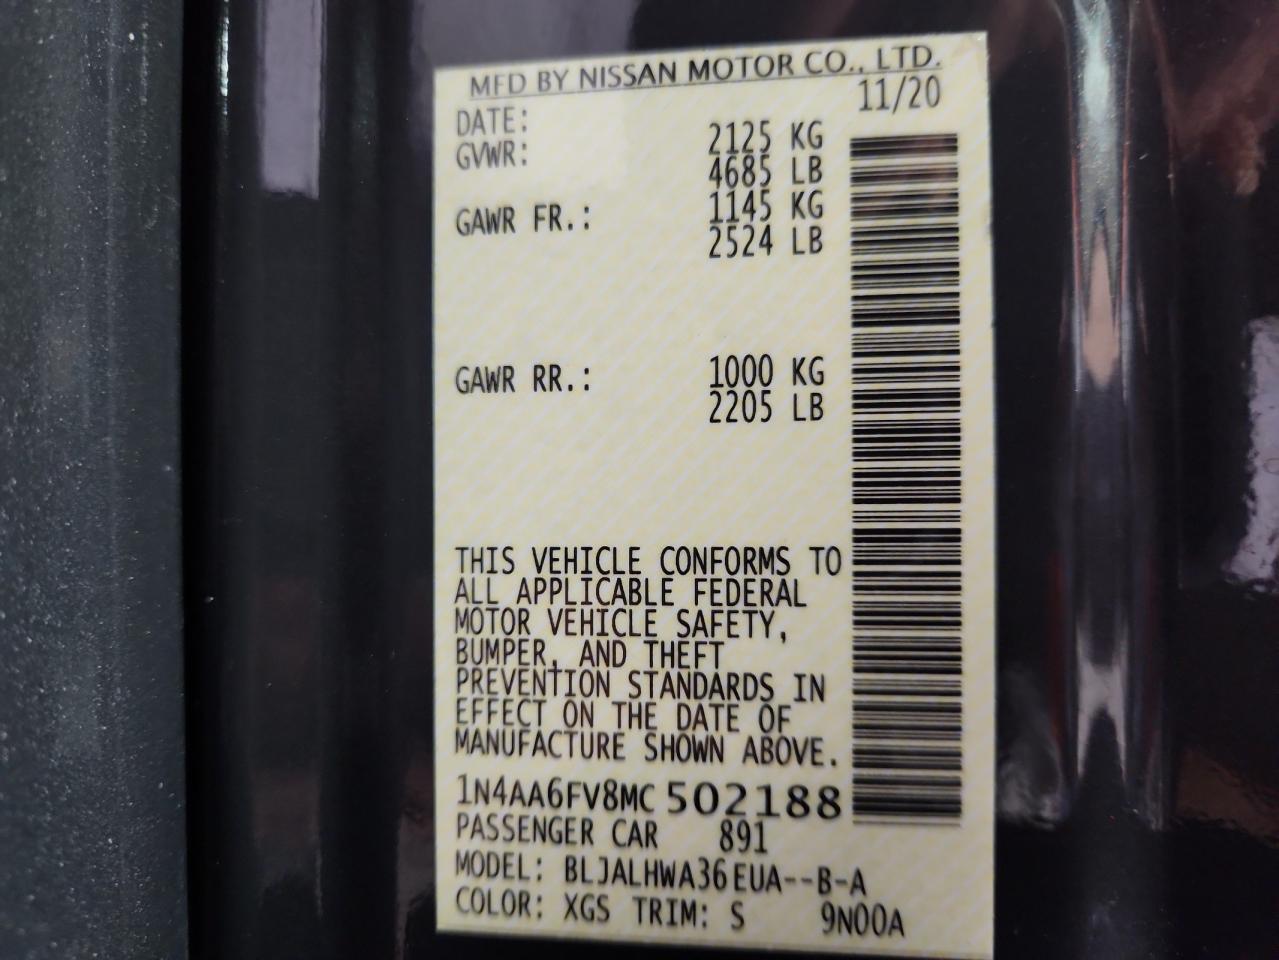 MFD BY NISSAN MOTOR CO., LTD.
DATE: 11/20
GVWR: 2125 KG
4685 LB
GAWR FR.: 1145 KG
2524 LB
GAWR RR.: 1000 KG
2205 LB
THIS VEHICLE CONFORMS TO
ALL APPLICABLE FEDERAL
MOTOR VEHICLE SAFETY,
BUMPER, AND THEFT
PREVENTION STANDARDS IN
EFFECT ON THE DATE OF
MANUFACTURE SHOWN ABOVE.
1N4AA6FV8MC502188
PASSENGER CAR 891
MODEL: BLJALHWA36EUA--B-A
COLOR: XGS TRIM: S 9N00A